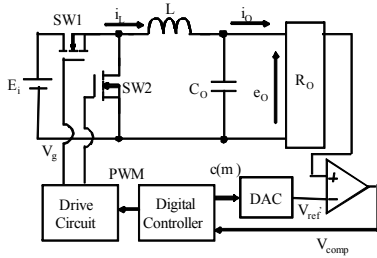 SW1
i_L
L
i_O
E_i
SW2
C_O
e_O
R_O
V_g
PWM
c(m)
+
−
Drive Circuit
Digital Controller
DAC
V_ref
V_comp